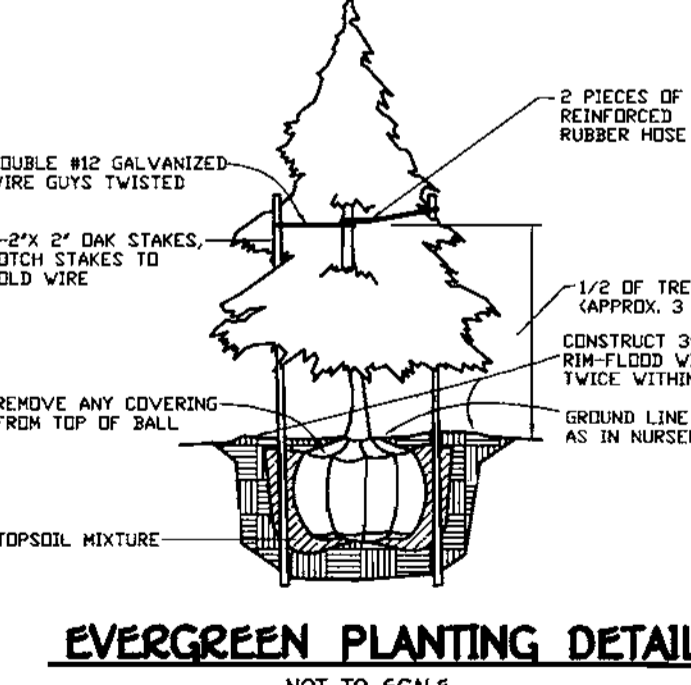 2 PIECES OF
REINFORCED
RUBBER HOSE
OUBLE #12 GALVANIZED
WIRE GUYS TWISTED
-2"X 2" OAK STAKES,
OTCH STAKES TO
OLD WIRE
1/2 OF TRE
(APPROX. 3
CONSTRUCT 3
RIM-FLOOD W
TWICE WITHIN
REMOVE ANY COVERING
FROM TOP OF BALL
GROUND LINE
AS IN NURSE
TOPSOIL MIXTURE
EVERGREEN PLANTING DETAIL
NOT TO SCALE